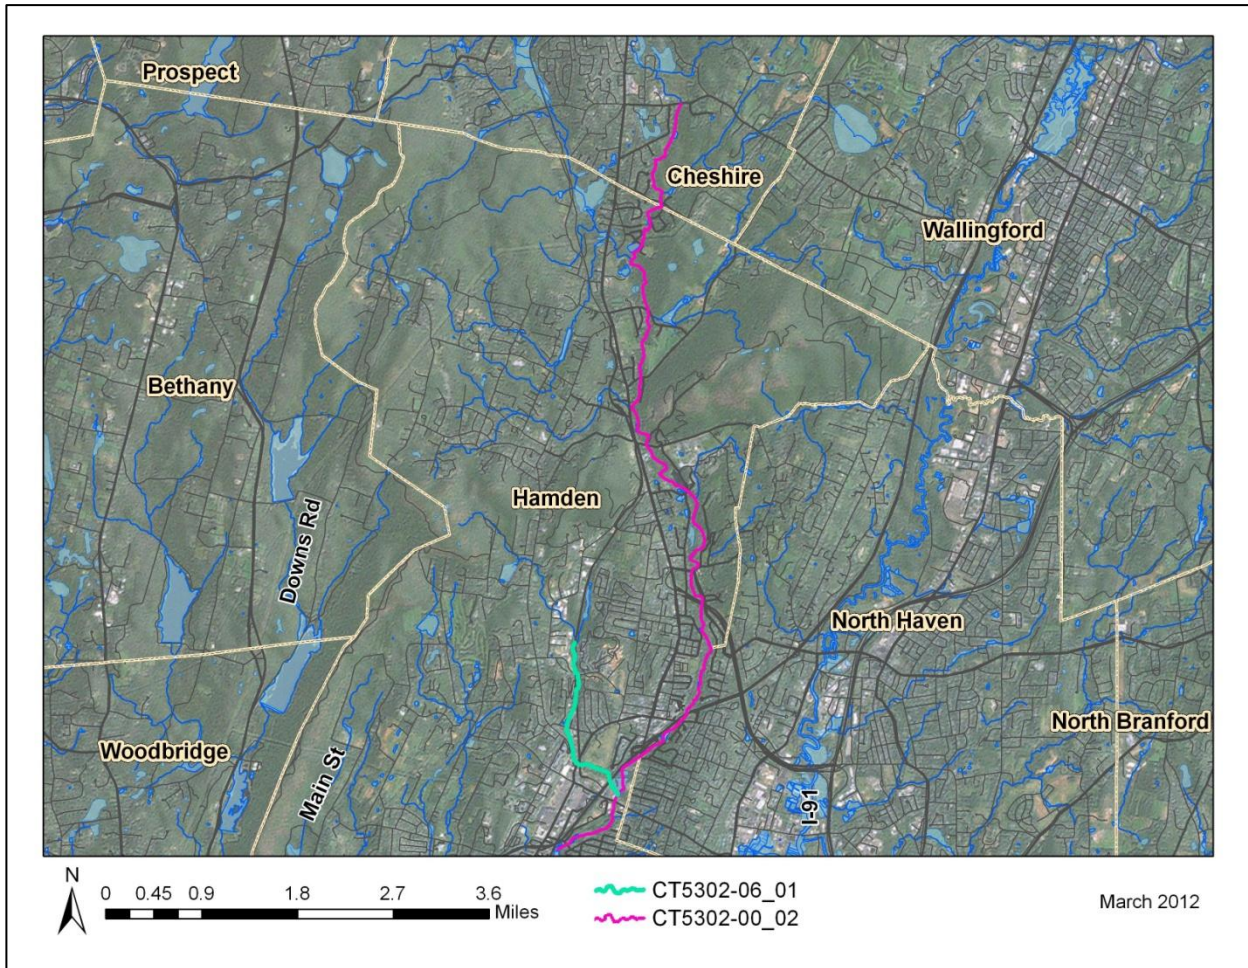 Prospect
Cheshire
Wallingford
Bethany
Hamden
Downs Rd
North Haven
North Branford
Woodbridge
Main St
I-91
N
0 0.45 0.9 1.8 2.7 3.6
Miles
CT5302-06_01
CT5302-00_02
March 2012